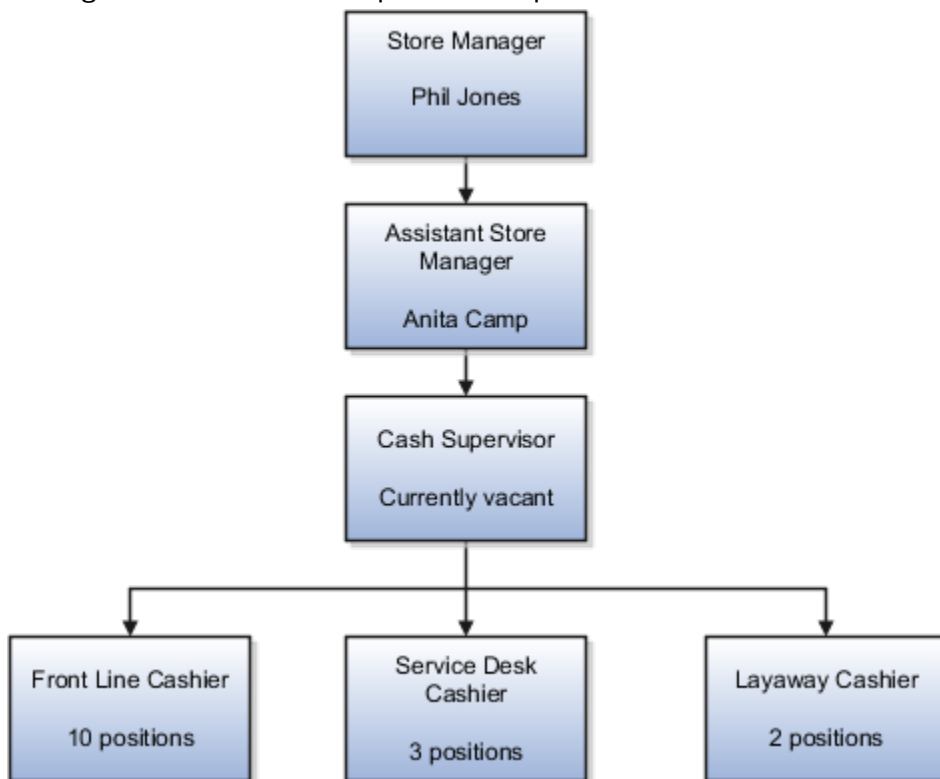 Store Manager
Phil Jones
Assistant Store
Manager
Anita Camp
Cash Supervisor
Currently vacant
Front Line Cashier
10 positions
Service Desk
Cashier
3 positions
Layaway Cashier
2 positions